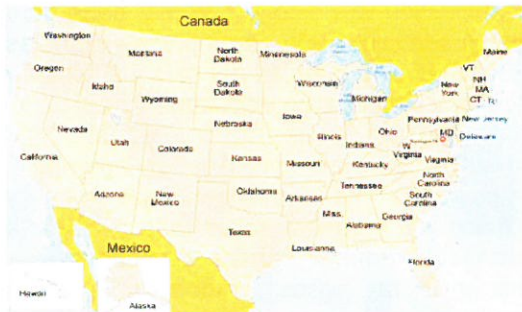 Canada
Washington
Montana
North
Dakota
Minnesota
Maine
Oregon
Idaho
Wyoming
South
Dakota
Wisconsin
Michigan
VT
NH
New
York
MA
CT
Nevada
Utah
Colorado
Nebraska
Iowa
Illinois
Indiana
Ohio
Pennsylvania
New Jersey
MD
Delaware
California
Kansas
Missouri
Kentucky
W
Virginia
Virginia
Arizona
New
Mexico
Oklahoma
Arkansas
Tennessee
North
Carolina
South
Carolina
Texas
Louisiana
Miss.
Alabama
Georgia
Mexico
Florida
Hawaii
Alaska